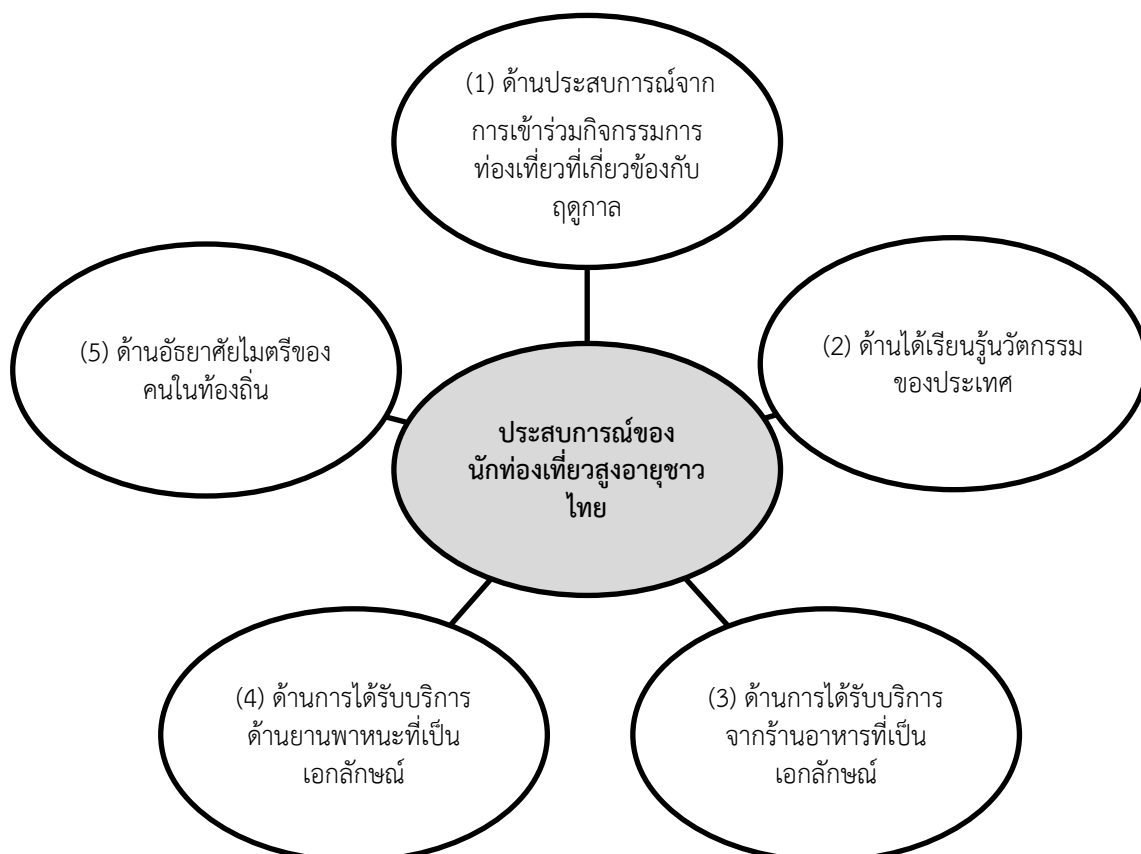 (1) ด้านประสบการณ์จาก
การเข้าร่วมกิจกรรมการ
ท่องเที่ยวที่เกี่ยวข้องกับ
ฤดูกาล
(2) ด้านได้เรียนรู้นวัตกรรม
ของประเทศ
(3) ด้านการได้รับบริการ
จากร้านอาหารที่เป็น
เอกลักษณ์
(4) ด้านการได้รับบริการ
ด้านยานพาหนะที่เป็น
เอกลักษณ์
(5) ด้านอัธยาศัยไมตรีของ
คนในท้องถิ่น
ประสบการณ์ของ
นักท่องเที่ยวสูงอายุชาว
ไทย